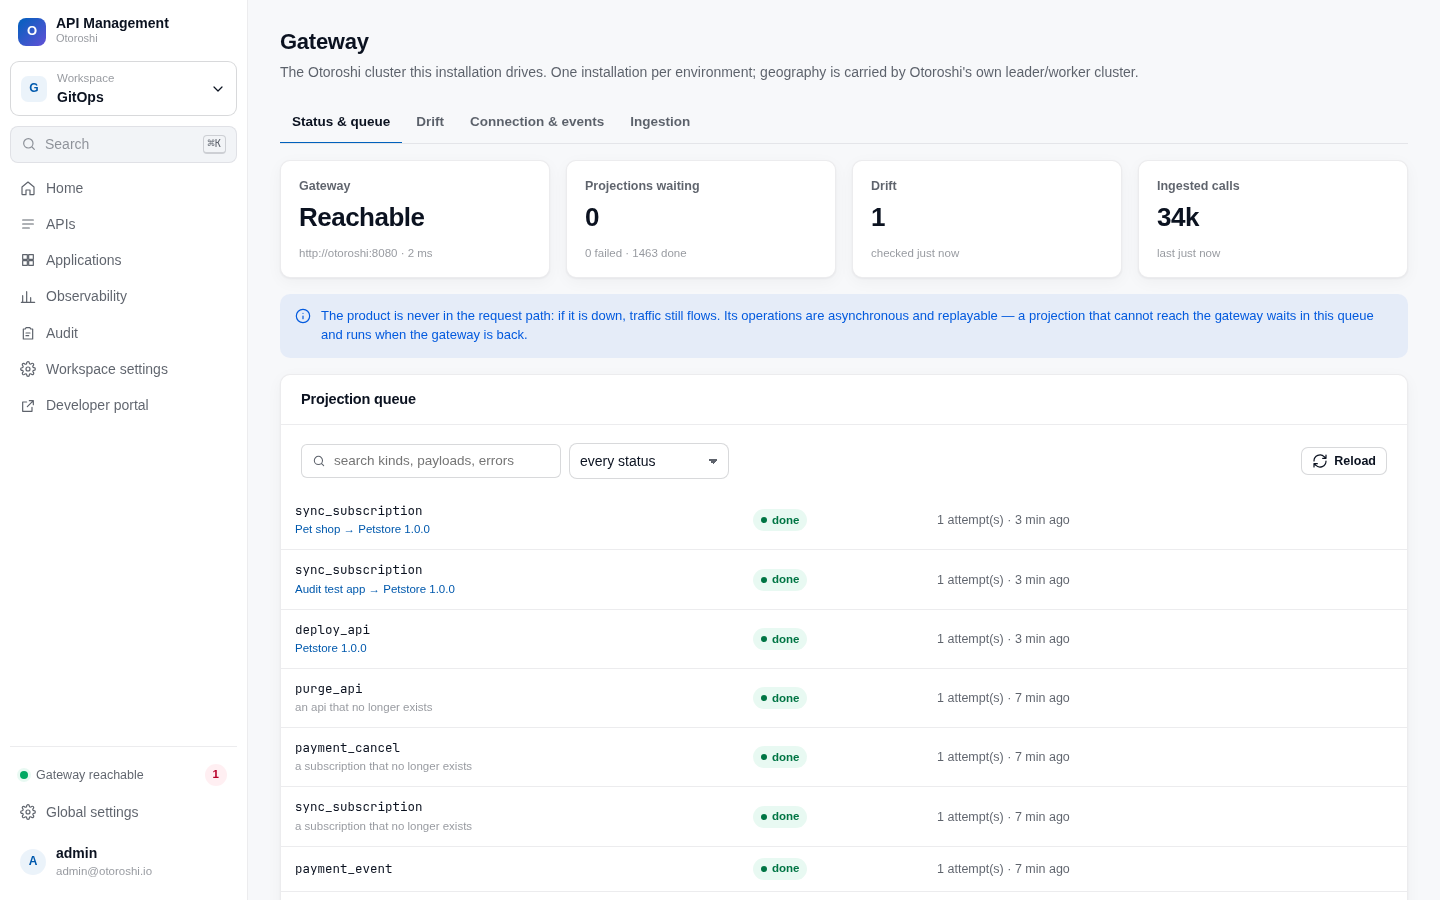 O
API Management
Otoroshi
G
Workspace
GitOps
Search
⌘K
Home
APIs
Applications
Observability
Audit
Workspace settings
Developer portal
Gateway reachable
1
Global settings
A
admin
admin@otoroshi.io
Gateway
The Otoroshi cluster this installation drives. One installation per environment; geography is carried by Otoroshi's own leader/worker cluster.
Status & queue
Drift
Connection & events
Ingestion
Gateway
Reachable
http://otoroshi:8080 · 2 ms
Projections waiting
0
0 failed · 1463 done
Drift
1
checked just now
Ingested calls
34k
last just now
The product is never in the request path: if it is down, traffic still flows. Its operations are asynchronous and replayable — a projection that cannot reach the gateway waits in this queue
and runs when the gateway is back.
Projection queue
search kinds, payloads, errors
every status
Reload
sync_subscription
Pet shop → Petstore 1.0.0
done
1 attempt(s) · 3 min ago
sync_subscription
Audit test app → Petstore 1.0.0
done
1 attempt(s) · 3 min ago
deploy_api
Petstore 1.0.0
done
1 attempt(s) · 3 min ago
purge_api
an api that no longer exists
done
1 attempt(s) · 7 min ago
payment_cancel
a subscription that no longer exists
done
1 attempt(s) · 7 min ago
sync_subscription
a subscription that no longer exists
done
1 attempt(s) · 7 min ago
payment_event
done
1 attempt(s) · 7 min ago